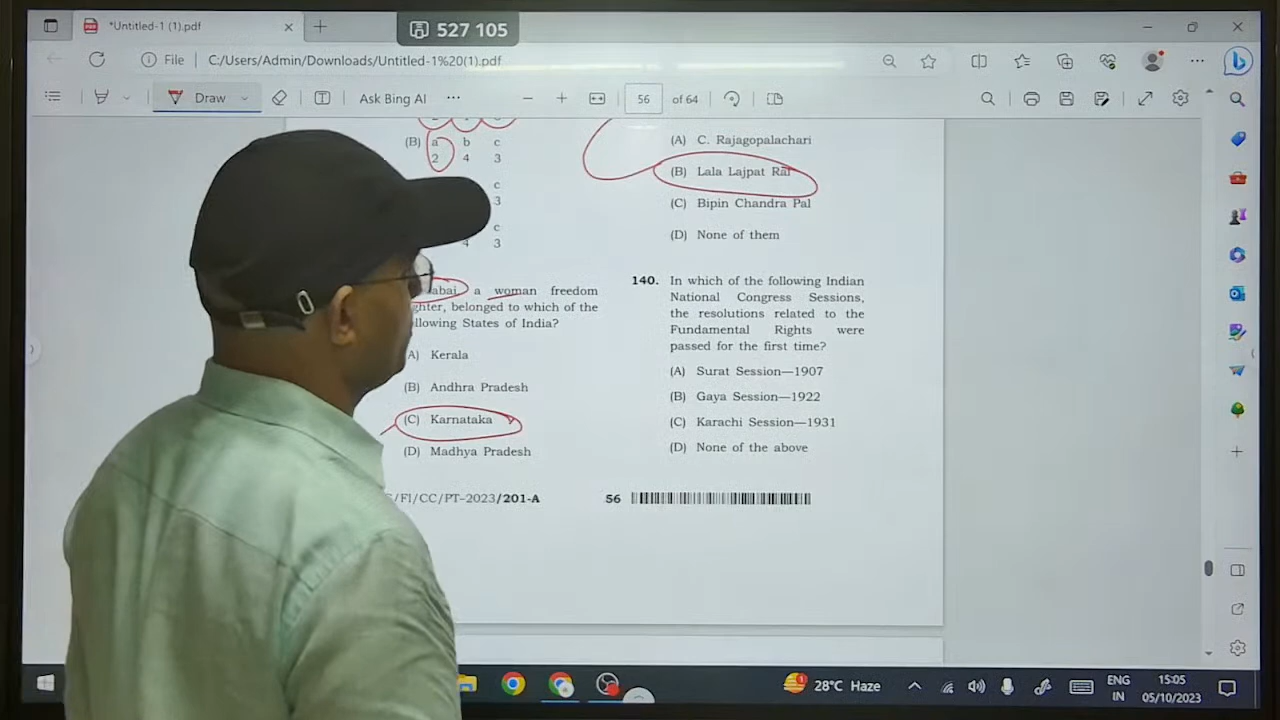 *Untitled-1 (1).pdf
527 105
File
C:/Users/Admin/Downloads/Untitled-1%20(1).pdf
Draw
Ask Bing AI
56 of 64
(B) a b c
2 4 3
c
3
c
4 3
a woman freedom
belonged to which of the
States of India?
(A) Kerala
(B) Andhra Pradesh
(C) Karnataka
(D) Madhya Pradesh
/FI/CC/PT-2023/201-A
(A) C. Rajagopalachari
(B) Lala Lajpat Rai
(C) Bipin Chandra Pal
(D) None of them
140. In which of the following Indian
National Congress Sessions,
the resolutions related to the
Fundamental Rights were
passed for the first time?
(A) Surat Session—1907
(B) Gaya Session—1922
(C) Karachi Session—1931
(D) None of the above
56
28°C Haze
ENG
IN
15:05
05/10/2023